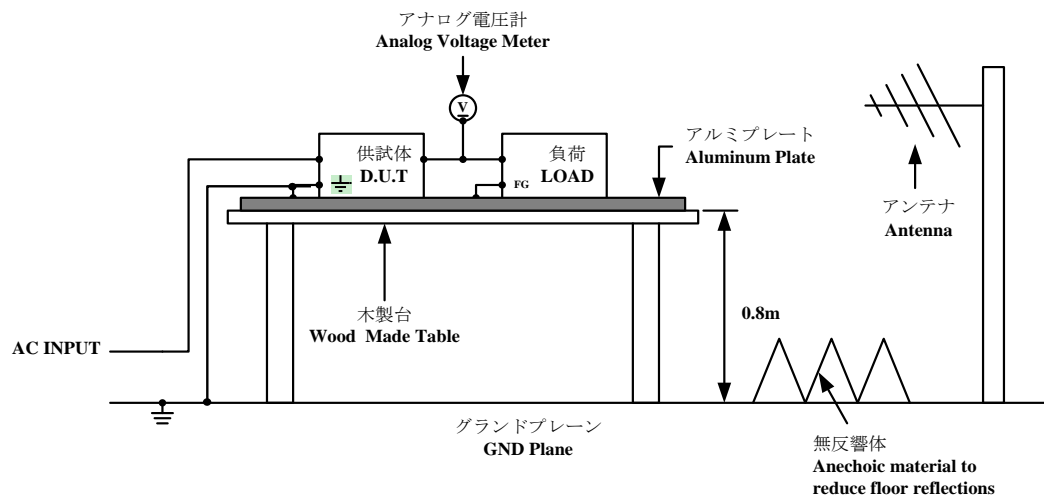 アナログ電圧計
Analog Voltage Meter
V
供試体
D.U.T
負荷
LOAD
FG
アルミプレート
Aluminum Plate
アンテナ
Antenna
木製台
Wood Made Table
0.8m
AC INPUT
グランドプレーン
GND Plane
無反響体
Anechoic material to
reduce floor reflections